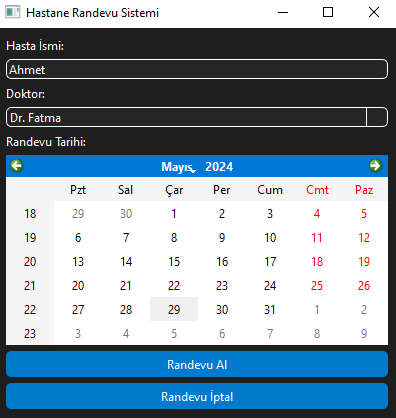 Hastane Randevu Sistemi
Hasta İsmi:
Ahmet
Doktor:
Dr. Fatma
Randevu Tarihi:
Mayıs 2024
Pzt Sal Çar Per Cum Cmt Paz
18 29 30 1 2 3 4 5
19 6 7 8 9 10 11 12
20 13 14 15 16 17 18 19
21 20 21 22 23 24 25 26
22 27 28 29 30 31 1 2
23 3 4 5 6 7 8 9
Randevu Al
Randevu İptal